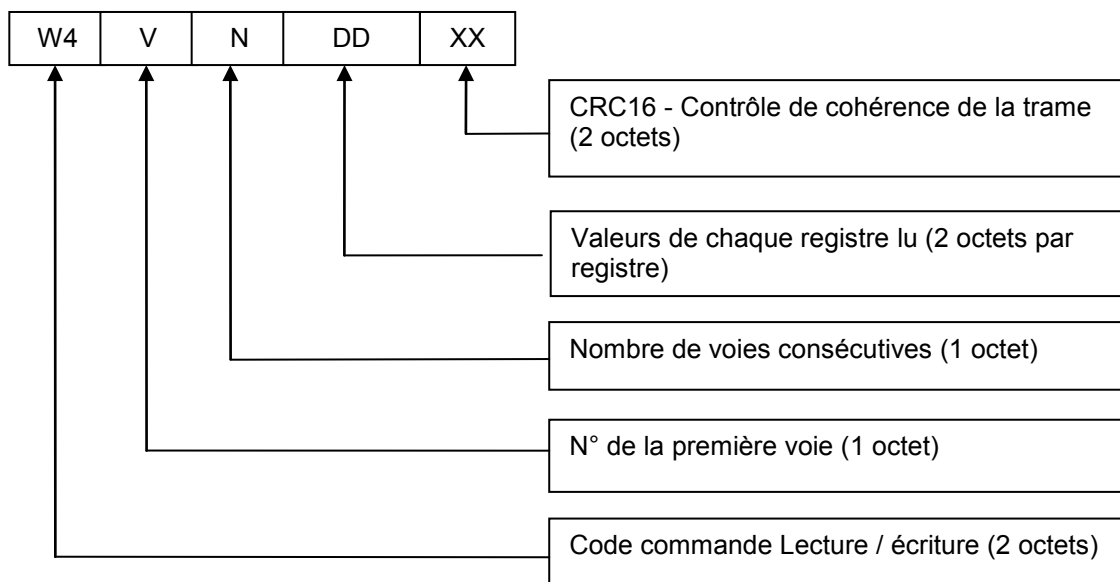 W4 V N DD XX
CRC16 - Contrôle de cohérence de la trame
(2 octets)
Valeurs de chaque registre lu (2 octets par
registre)
Nombre de voies consécutives (1 octet)
N° de la première voie (1 octet)
Code commande Lecture / écriture (2 octets)